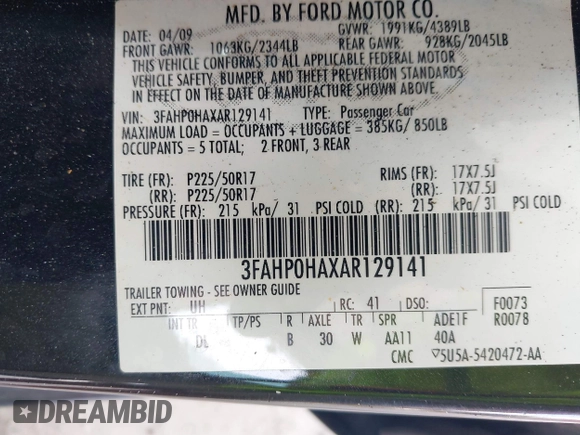 MFD. BY FORD MOTOR CO.
DATE: 04/09 GVWR: 1991KG/4389LB
FRONT GAWR: 1063KG/2344LB REAR GAWR: 928KG/2045LB
THIS VEHICLE CONFORMS TO ALL APPLICABLE FEDERAL MOTOR
VEHICLE SAFETY, BUMPER, AND THEFT PREVENTION STANDARDS
IN EFFECT ON THE DATE OF MANUFACTURE SHOWN ABOVE.
VIN: 3FAHP0HAXAR129141 TYPE: Passenger Car
MAXIMUM LOAD = OCCUPANTS + LUGGAGE = 385KG/ 850LB
OCCUPANTS = 5 TOTAL; 2 FRONT, 3 REAR
TIRE (FR): P225/50R17 RIMS (FR): 17X7.5J
(RR): P225/50R17 (RR): 17X7.5J
PRESSURE (FR): 215 kPa/ 31 PSI COLD (RR): 215 kPa/ 31 PSI COLD
3FAHP0HAXAR129141
TRAILER TOWING - SEE OWNER GUIDE
EXT PNT: UH RC: 41 DSO: F0073
INT TR TP/PS R AXLE TR SPR ADE1F R0078
B 30 W AA11 40A
CMC ▽5U5A-5420472-AA
DREAMBID